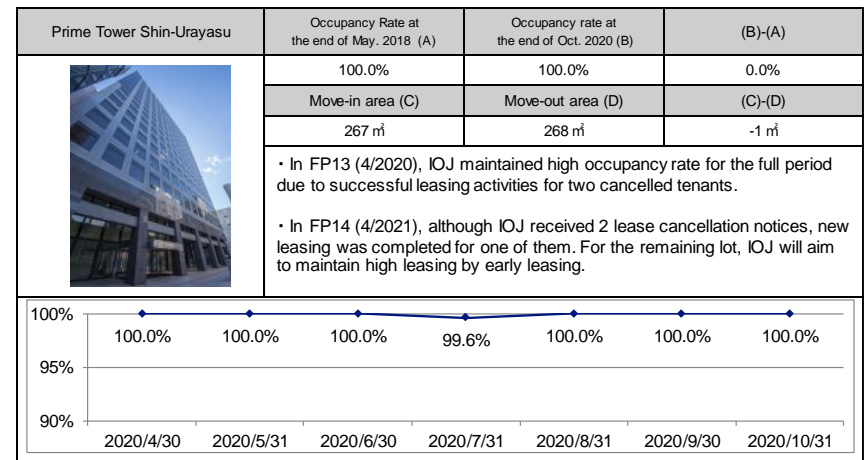 Prime Tower Shin-Urayasu
Occupancy Rate at
the end of May. 2018 (A)
Occupancy rate at
the end of Oct. 2020 (B)
(B)-(A)
100.0%
100.0%
0.0%
Move-in area (C)
Move-out area (D)
(C)-(D)
267 ㎡
268 ㎡
-1 ㎡
・In FP13 (4/2020), IOJ maintained high occupancy rate for the full period
due to successful leasing activities for two cancelled tenants.
・In FP14 (4/2021), although IOJ received 2 lease cancellation notices, new
leasing was completed for one of them. For the remaining lot, IOJ will aim
to maintain high leasing by early leasing.
100%
95%
90%
100.0%
100.0%
100.0%
99.6%
100.0%
100.0%
100.0%
2020/4/30
2020/5/31
2020/6/30
2020/7/31
2020/8/31
2020/9/30
2020/10/31